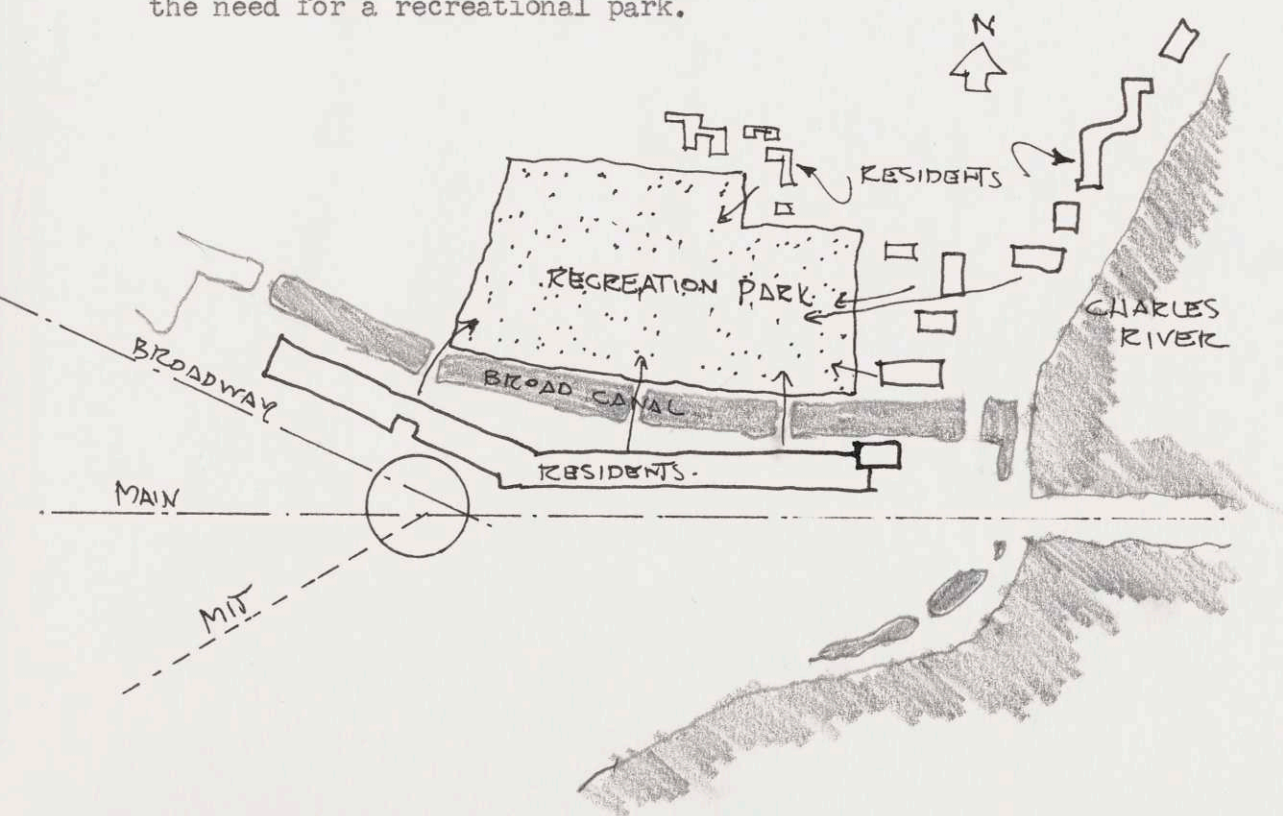 the need for a recreational park.
N
RESIDENTS
RECREATION PARK
CHARLES
RIVER
BROADWAY
BROAD CANAL
RESIDENTS.
MAIN
MIT